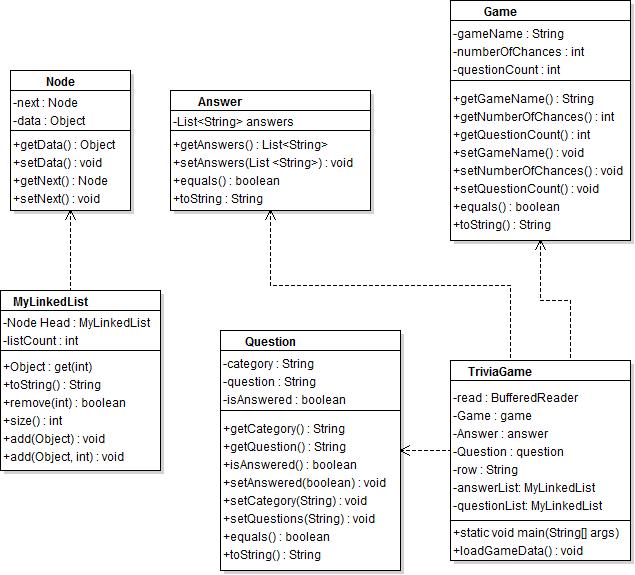 Game
-gameName : String
-numberOfChances : int
-questionCount : int
+getGameName() : String
+getNumberOfChances() : int
+getQuestionCount() : int
+setGameName() : void
+setNumberOfChances() : void
+setQuestionCount() : void
+equals() : boolean
+toString() : String
Node
-next : Node
-data : Object
+getData() : Object
+setData() : void
+getNext() : Node
+setNext() : void
Answer
-List<String> answers
+getAnswers() : List<String>
+setAnswers(List <String>) : void
+equals() : boolean
+toString : String
MyLinkedList
-Node Head : MyLinkedList
-listCount : int
+Object : get(int)
+toString() : String
+remove(int) : boolean
+size() : int
+add(Object) : void
+add(Object, int) : void
Question
-category : String
-question : String
-isAnswered : boolean
+getCategory() : String
+getQuestion() : String
+isAnswered() : boolean
+setAnswered(boolean) : void
+setCategory(String) : void
+setQuestions(String) : void
+equals() : boolean
+toString() : String
TriviaGame
-read : BufferedReader
-Game : game
-Answer : answer
-Question : question
-row : String
-answerList: MyLinkedList
-questionList: MyLinkedList
+static void main(String[] args)
+loadGameData() : void